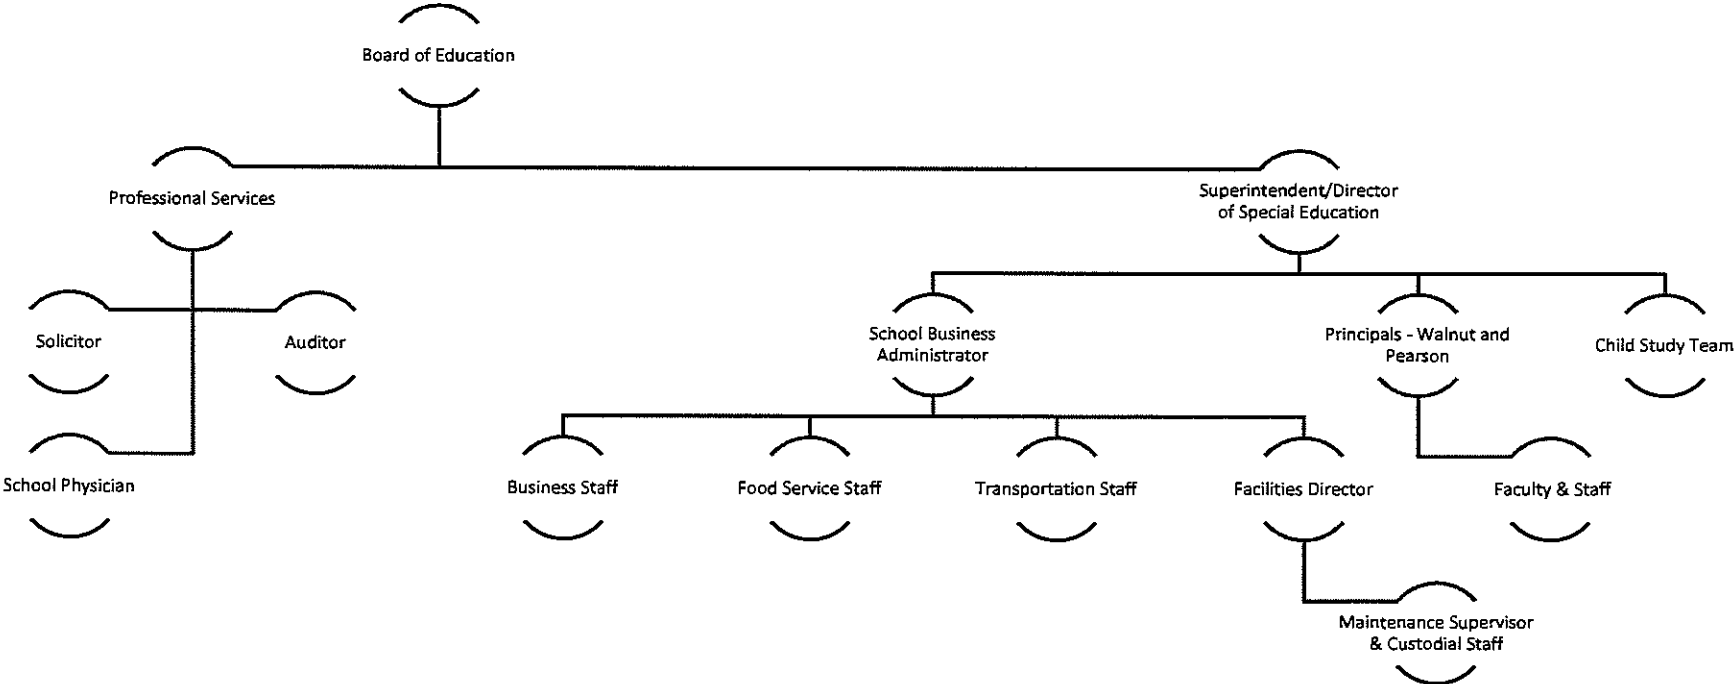 Board of Education
Professional Services
Superintendent/Director
of Special Education
Solicitor
Auditor
School Business
Administrator
Principals - Walnut and
Pearson
Child Study Team
School Physician
Business Staff
Food Service Staff
Transportation Staff
Facilities Director
Faculty & Staff
Maintenance Supervisor
& Custodial Staff